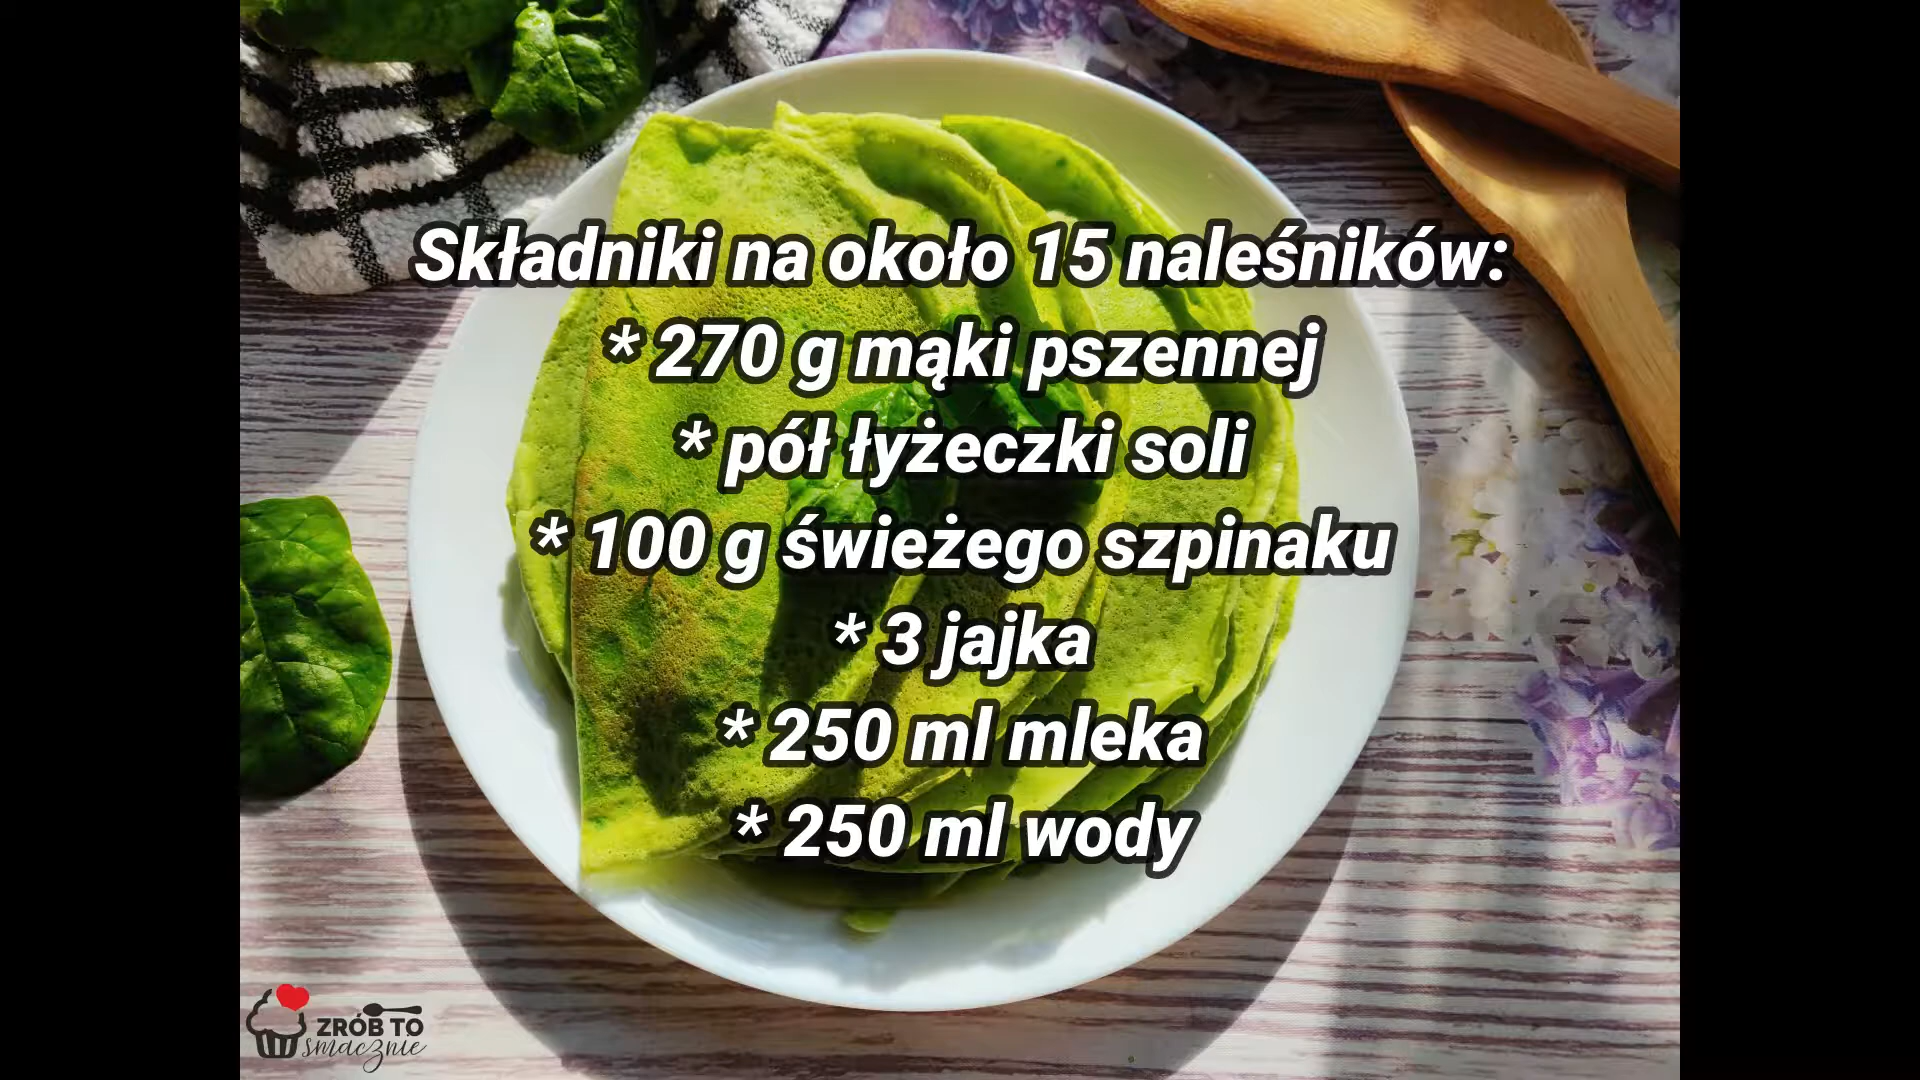 Składniki na około 15 naleśników:
* 270 g mąki pszennej
* pół łyżeczki soli
* 100 g świeżego szpinaku
* 3 jajka
* 250 ml mleka
* 250 ml wody
ZRÓB TO
smacznie